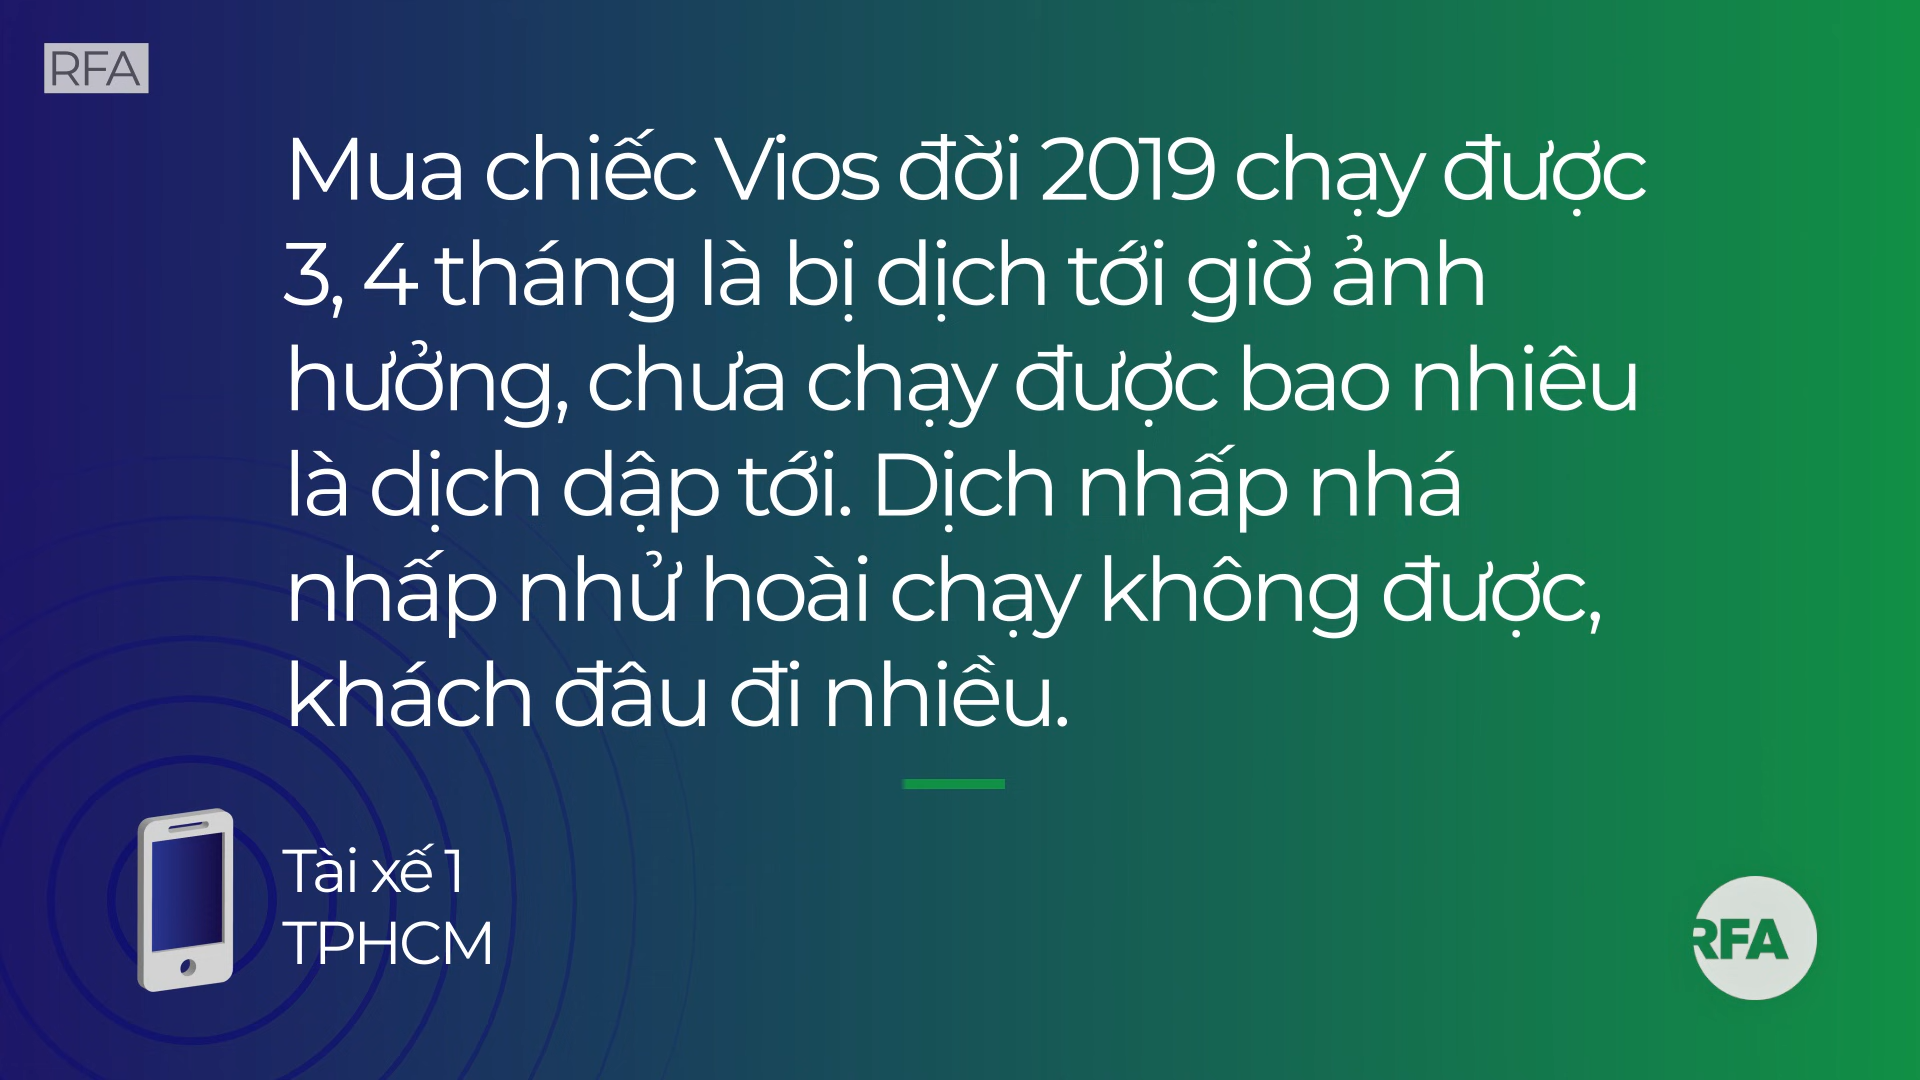 RFA
Mua chiếc Vios đời 2019 chạy được
3, 4 tháng là bị dịch tới giờ ảnh
hưởng, chưa chạy được bao nhiêu
là dịch dập tới. Dịch nhấp nhá
nhấp nhử hoài chạy không được,
khách đâu đi nhiều.
Tài xế 1
TPHCM
RFA